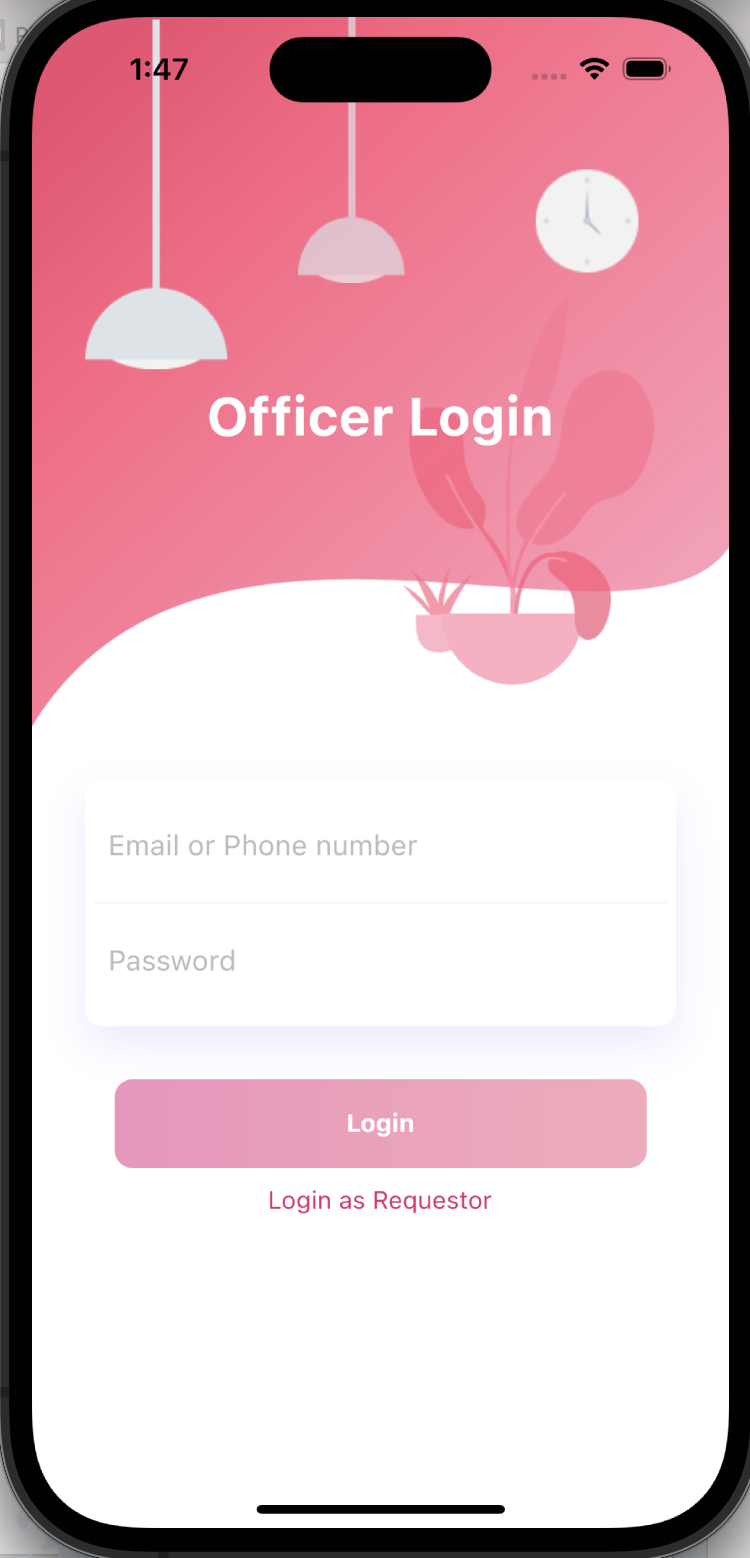 1:47
Officer Login
Email or Phone number
Password
Login
Login as Requestor